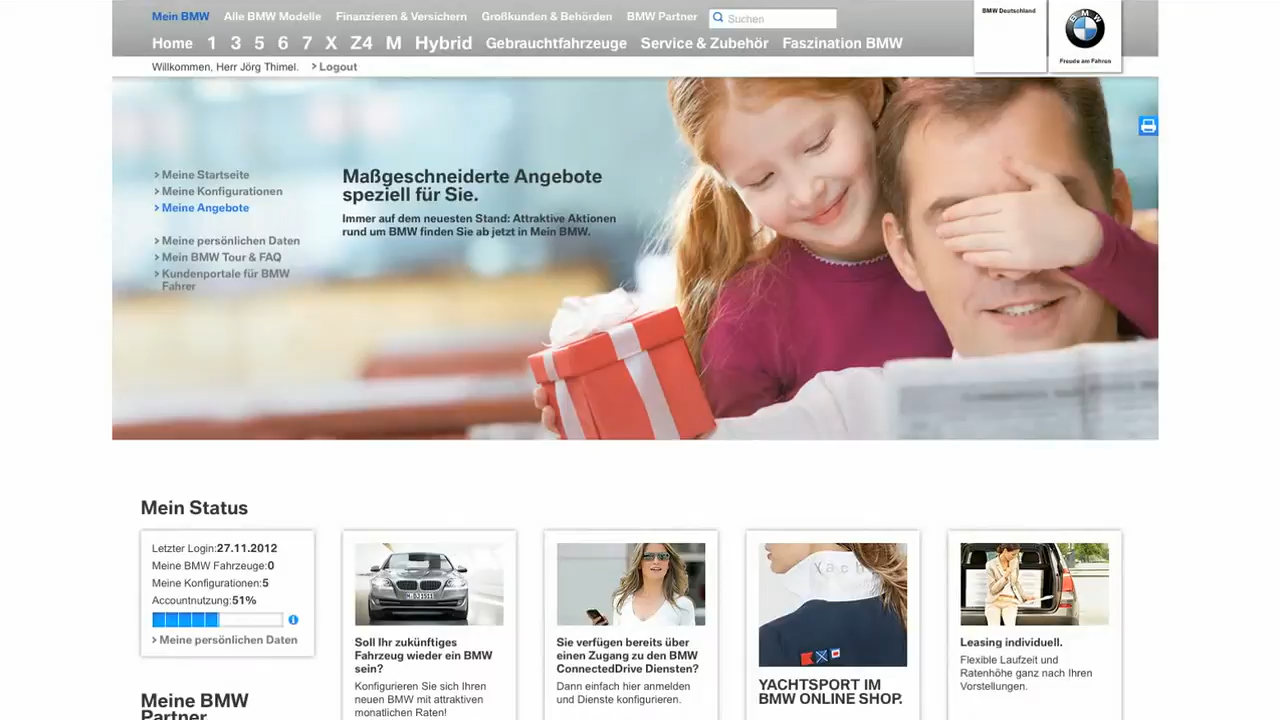 Mein BMW Alle BMW Modelle Finanzieren & Versichern Großkunden & Behörden BMW Partner Suchen
BMW Deutschland
Home 1 3 5 6 7 X Z4 M Hybrid Gebrauchtfahrzeuge Service & Zubehör Faszination BMW
BMW
Freude am Fahren
Willkommen, Herr Jörg Thimel. > Logout
> Meine Startseite
> Meine Konfigurationen
> Meine Angebote
> Meine persönlichen Daten
> Mein BMW Tour & FAQ
> Kundenportale für BMW
Fahrer
Maßgeschneiderte Angebote
speziell für Sie.
Immer auf dem neuesten Stand: Attraktive Aktionen
rund um BMW finden Sie ab jetzt in Mein BMW.
Mein Status
Letzter Login:27.11.2012
Meine BMW Fahrzeuge:0
Meine Konfigurationen:5
Accountnutzung:51%
> Meine persönlichen Daten
Meine BMW
Partner
Soll Ihr zukünftiges
Fahrzeug wieder ein BMW
sein?
Konfigurieren Sie sich Ihren
neuen BMW mit attraktiven
monatlichen Raten!
Sie verfügen bereits über
einen Zugang zu den BMW
ConnectedDrive Diensten?
Dann einfach hier anmelden
und Dienste konfigurieren.
Yach
YACHTSPORT IM
BMW ONLINE SHOP.
Leasing individuell.
Flexible Laufzeit und
Ratenhöhe ganz nach Ihren
Vorstellungen.